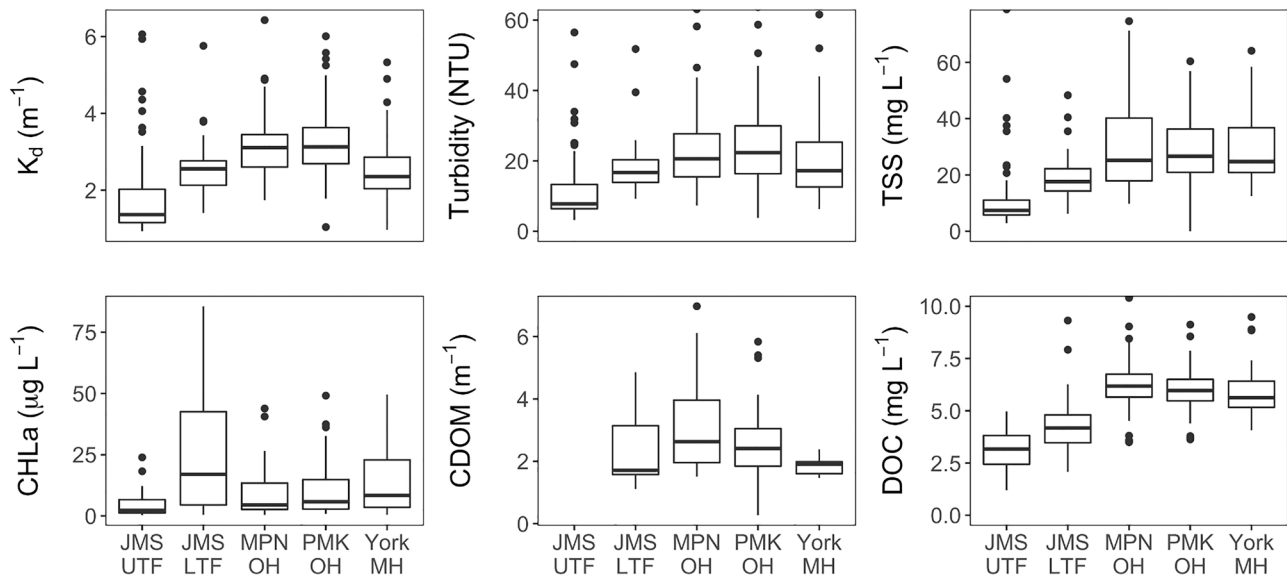 Kd (m−1)
6
4
2
Turbidity (NTU)
60
40
20
0
TSS (mg L−1)
60
40
20
0
CHLa (μg L−1)
75
50
25
0
JMS UTF
JMS LTF
MPN OH
PMK OH
York MH
CDOM (m−1)
6
4
2
0
JMS UTF
JMS LTF
MPN OH
PMK OH
York MH
DOC (mg L−1)
10.0
7.5
5.0
2.5
0.0
JMS UTF
JMS LTF
MPN OH
PMK OH
York MH